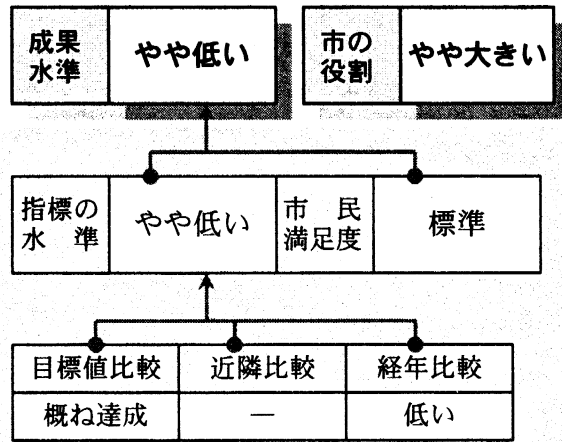 成果水準 やや低い 市の役割 やや大きい
指標の水準 やや低い 市民満足度 標準
目標値比較 近隣比較 経年比較
概ね達成 — 低い